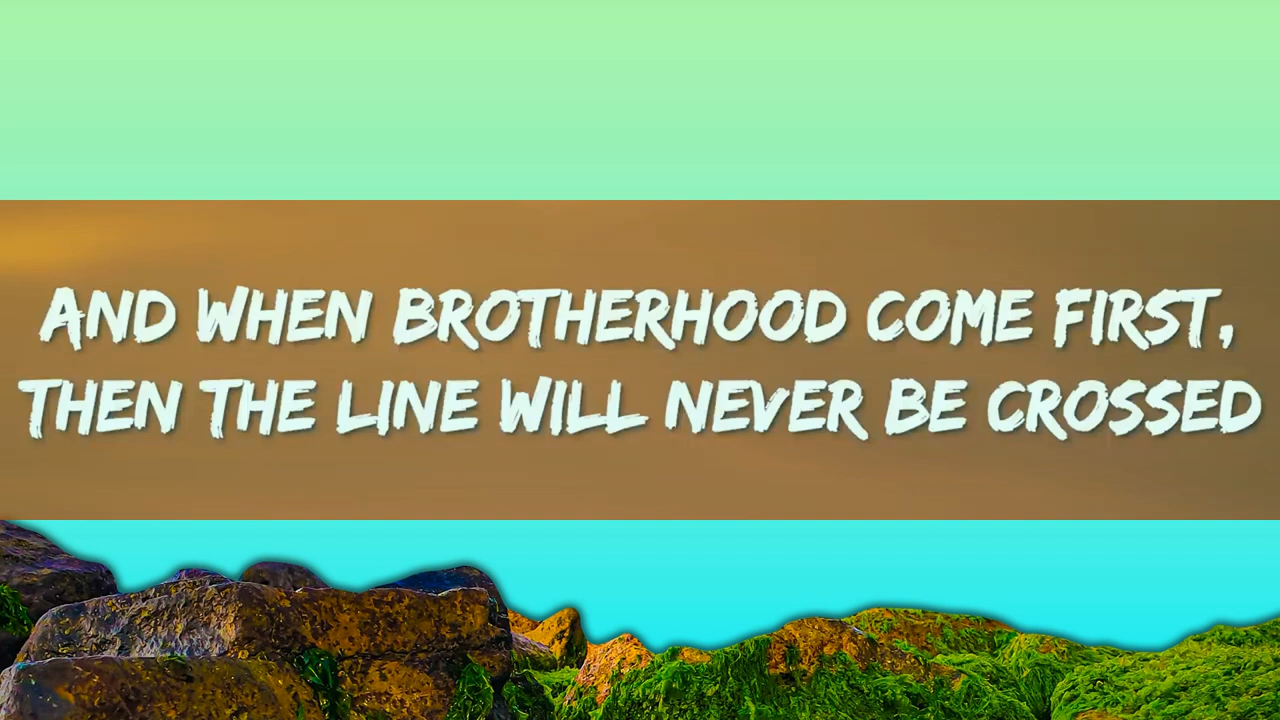 AND WHEN BROTHERHOOD COME FIRST,
THEN THE LINE WILL NEVER BE CROSSED